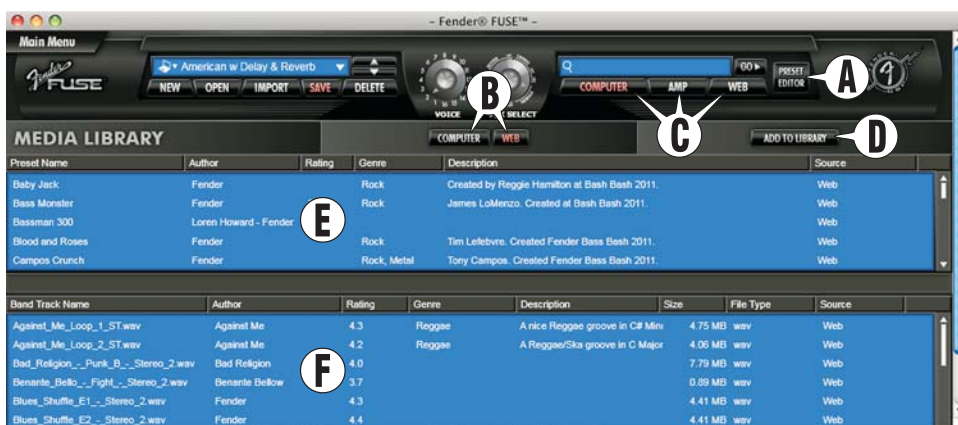 - Fender® FUSE™ -
Main Menu
Fender FUSE
American w Delay & Reverb
NEW OPEN IMPORT SAVE DELETE
VOICE SELECT
GO
COMPUTER AMP WEB
PRESET EDITOR
A
B
C
MEDIA LIBRARY
COMPUTER WEB
ADD TO LIBRARY
D
Preset Name Author Rating Genre Description Source
Baby Jack Fender Rock Created by Reggie Hamilton at Bash Bash 2011. Web
Bass Monster Fender Rock James LoMenzo. Created at Bash Bash 2011. Web
Bassman 300 Loren Howard - Fender Web
Blood and Roses Fender Rock Tim Lefebvre. Created Fender Bass Bash 2011. Web
Campos Crunch Fender Rock, Metal Tony Campos. Created Fender Bass Bash 2011. Web
E
Band Track Name Author Rating Genre Description Size File Type Source
Against_Me_Loop_1_ST.wav Against Me 4.3 Reggae A nice Reggae groove in C# Min 4.75 MB wav Web
Against_Me_Loop_2_ST.wav Against Me 4.2 Reggae A Reggae/Ska groove in C Major 4.06 MB wav Web
Bad_Religion_-_Punk_B_-_Stereo_2.wav Bad Religion 4.0 7.79 MB wav Web
Benante_Bello_-_Fight_-_Stereo_2.wav Benante Bellow 3.7 0.89 MB wav Web
Blues_Shuffle_E1_-_Stereo_2.wav Fender 4.3 4.41 MB wav Web
Blues_Shuffle_E2_-_Stereo_2.wav Fender 4.4 4.41 MB wav Web
F